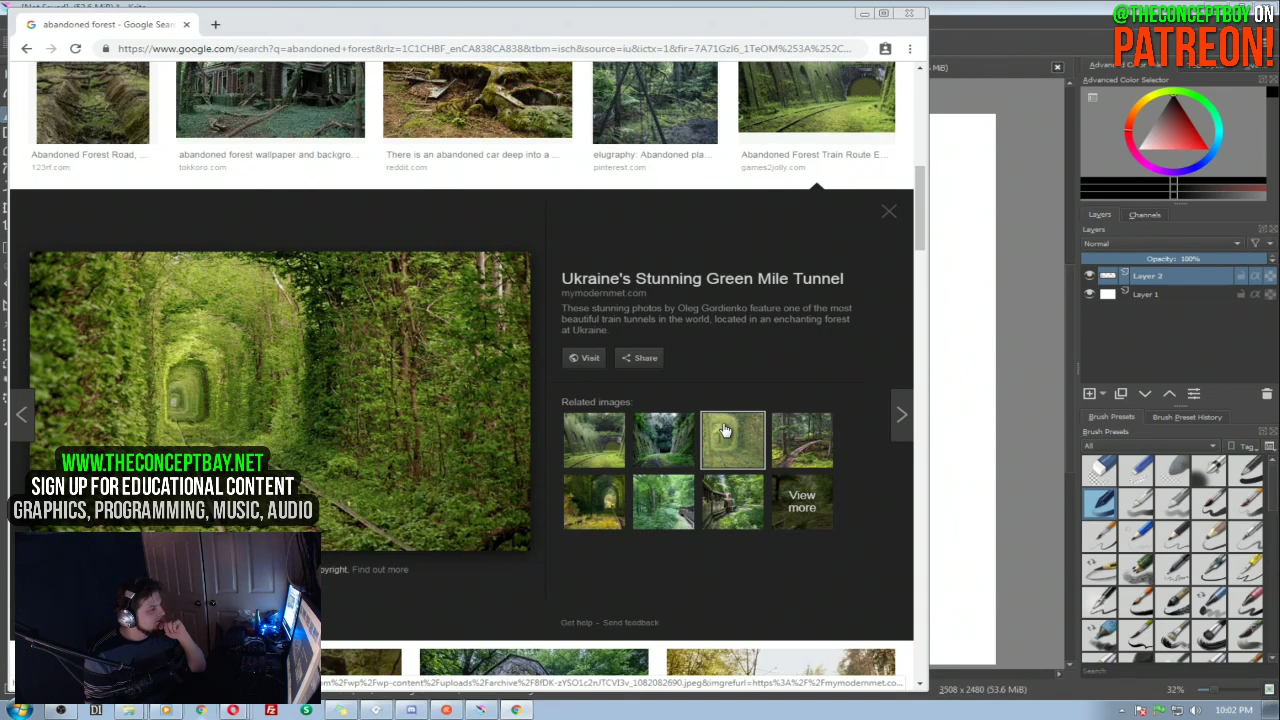 @THECONCEPTBOY ON
PATREON!
abandoned forest - Google Sear
https://www.google.com/search?q=abandoned+forest&rlz=1C1CHBF_enCA838CA838&tbm=isch&source=iu&ictx=1&fir=7A71GzI6_1TeOM%253A%252C...
MiB)
Advanced Color Selector
Abandoned Forest Road, ...
abandoned forest wallpaper and backgro...
There is an abandoned car deep into a ...
elugraphy: Abandoned pla...
Abandoned Forest Train Route E...
123rf.com
tokkoro.com
reddit.com
pinterest.com
games2jolly.com
Layers
Channels
Layers
Normal
Opacity: 100%
Layer 2
Layer 1
Ukraine's Stunning Green Mile Tunnel
mymodernmet.com
These stunning photos by Oleg Gordienko feature one of the most
beautiful train tunnels in the world, located in an enchanting forest
at Ukraine.
Visit
Share
Related images:
View
more
Brush Presets
Brush Preset History
Brush Presets
All
Tag
WWW.THECONCEPTBAY.NET
SIGN UP FOR EDUCATIONAL CONTENT
GRAPHICS, PROGRAMMING, MUSIC, AUDIO
Find out more
Get help - Send feedback
Search
3508 x 2480 (53.6 MiB)
32%
10:02 PM